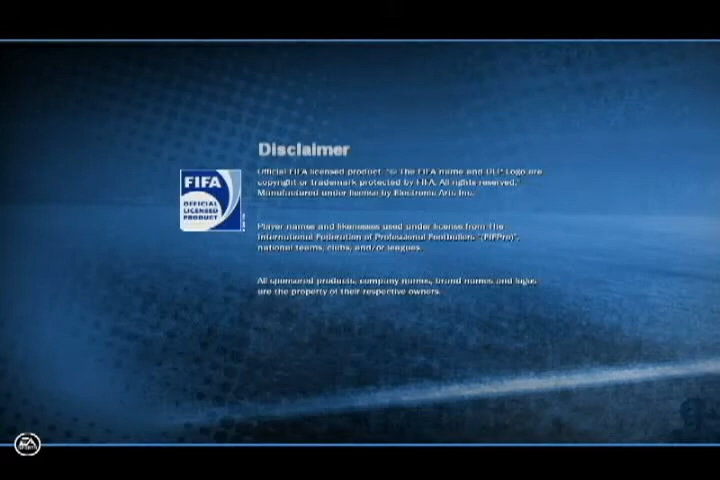 Disclaimer
Official FIFA licensed product. "© The FIFA name and OLP Logo are
copyright or trademark protected by FIFA. All rights reserved."
Manufactured under license by Electronic Arts Inc.
FIFA
OFFICIAL
LICENSED
PRODUCT
Player names and likenesses used under license from The
International Federation of Professional Footballers "(FIFPro)",
national teams, clubs, and/or leagues.
All sponsored products, company names, brand names and logos
are the property of their respective owners.
EA
SPORTS